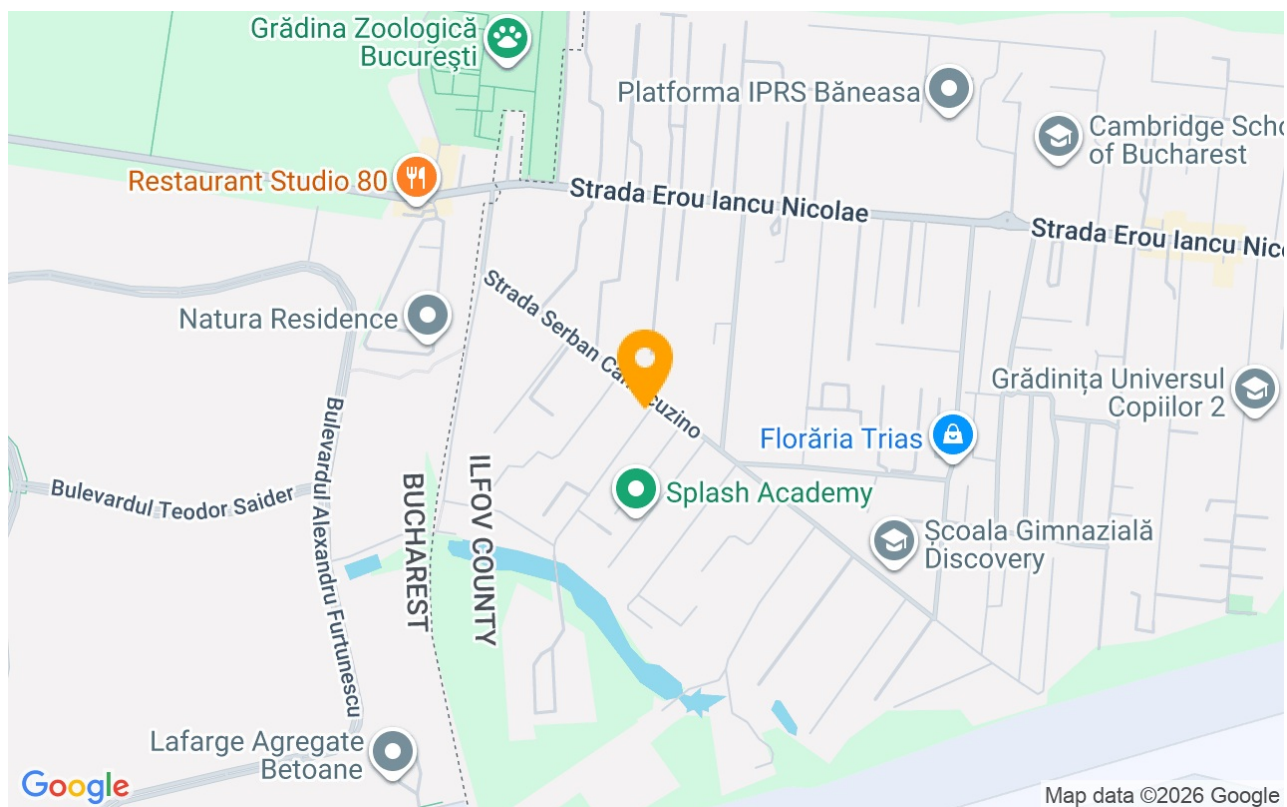 Grădina Zoologică
București
Platforma IPRS Băneasa
Cambridge Scho
of Bucharest
Restaurant Studio 80
Strada Erou Iancu Nicolae
Strada Erou Iancu Nico
Strada Serban Can
cuzino
Natura Residence
Grădinița Universul
Copiilor 2
Florăria Trias
Bulevardul Teodor Saider
Bulevardul Alexandru Furtunescu
BUCHAREST
ILFOV COUNTY
Splash Academy
Școala Gimnazială
Discovery
Lafarge Agregate
Betoane
Google
Map data ©2026 Google